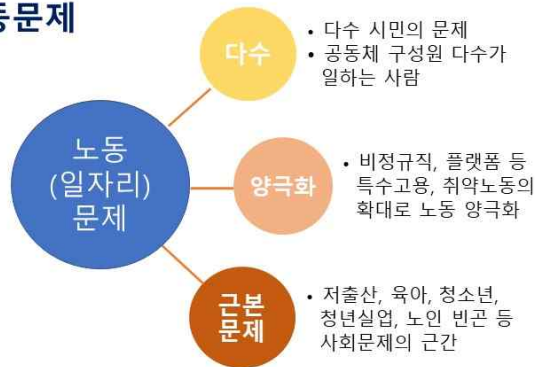 동문제
다수
• 다수 시민의 문제
• 공동체 구성원 다수가
일하는 사람
노동
(일자리)
문제
양극화
• 비정규직, 플랫폼 등
특수고용, 취약노동의
확대로 노동 양극화
근본
문제
• 저출산, 육아, 청소년,
청년실업, 노인 빈곤 등
사회문제의 근간